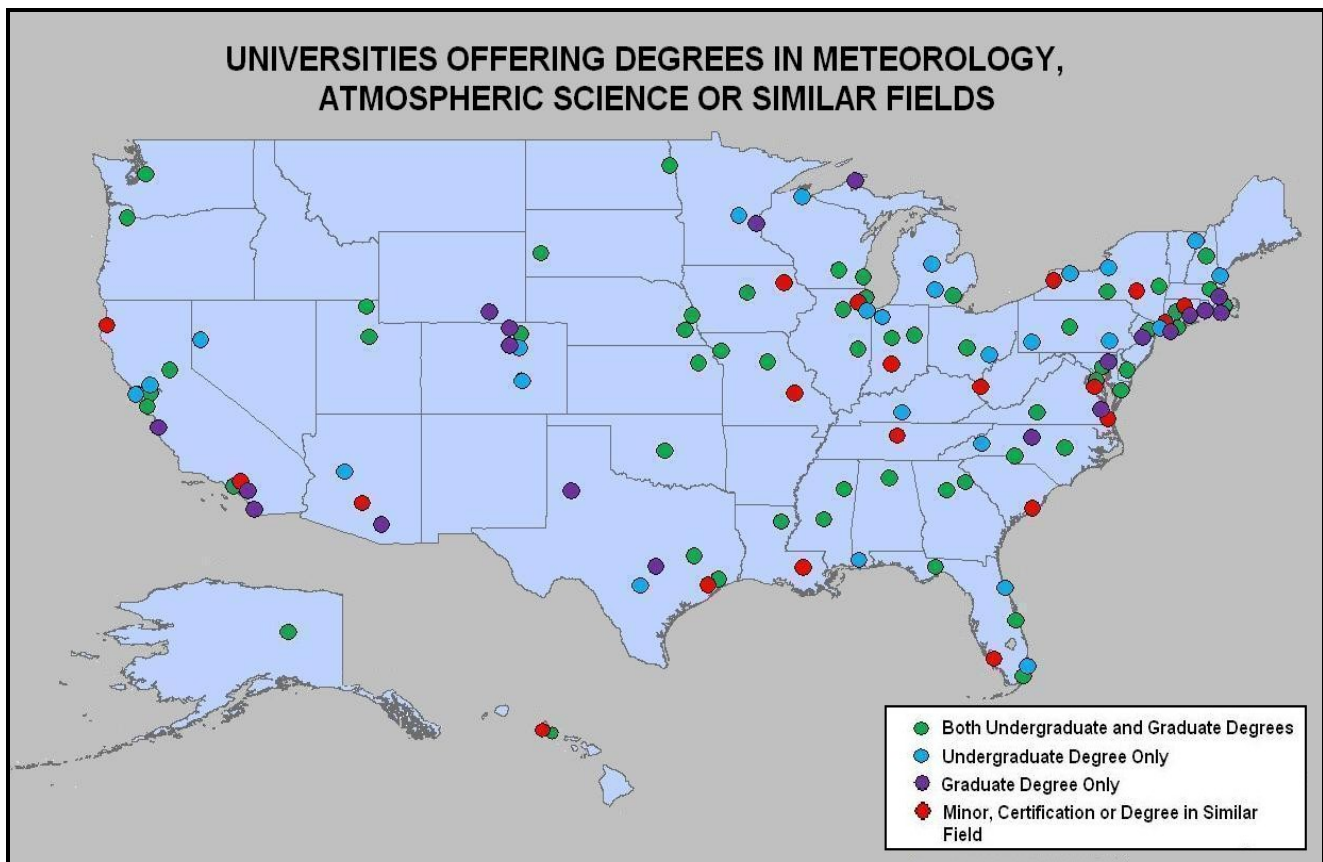 UNIVERSITIES OFFERING DEGREES IN METEOROLOGY,
ATMOSPHERIC SCIENCE OR SIMILAR FIELDS
Both Undergraduate and Graduate Degrees
Undergraduate Degree Only
Graduate Degree Only
Minor, Certification or Degree in Similar
Field